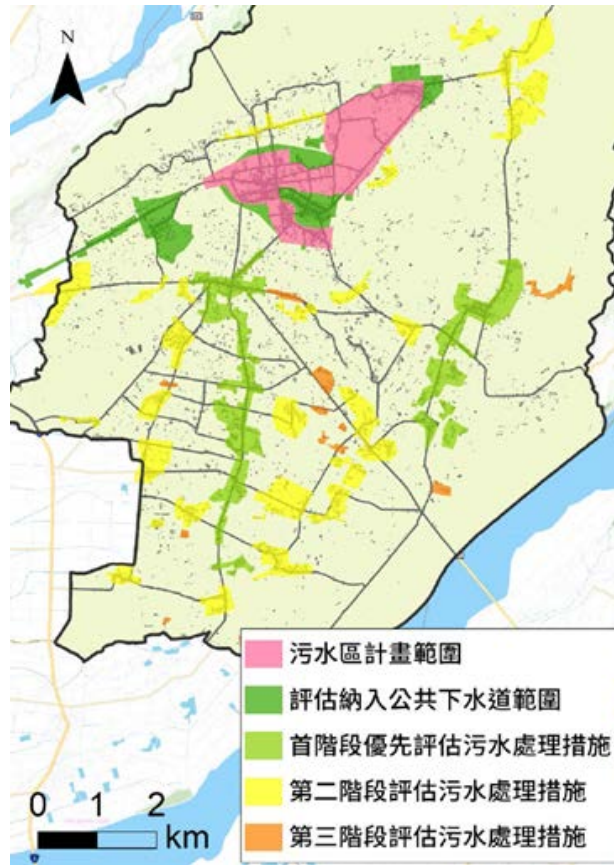 N
污水區計畫範圍
評估納入公共下水道範圍
首階段優先評估污水處理措施
第二階段評估污水處理措施
第三階段評估污水處理措施
0 1 2
km